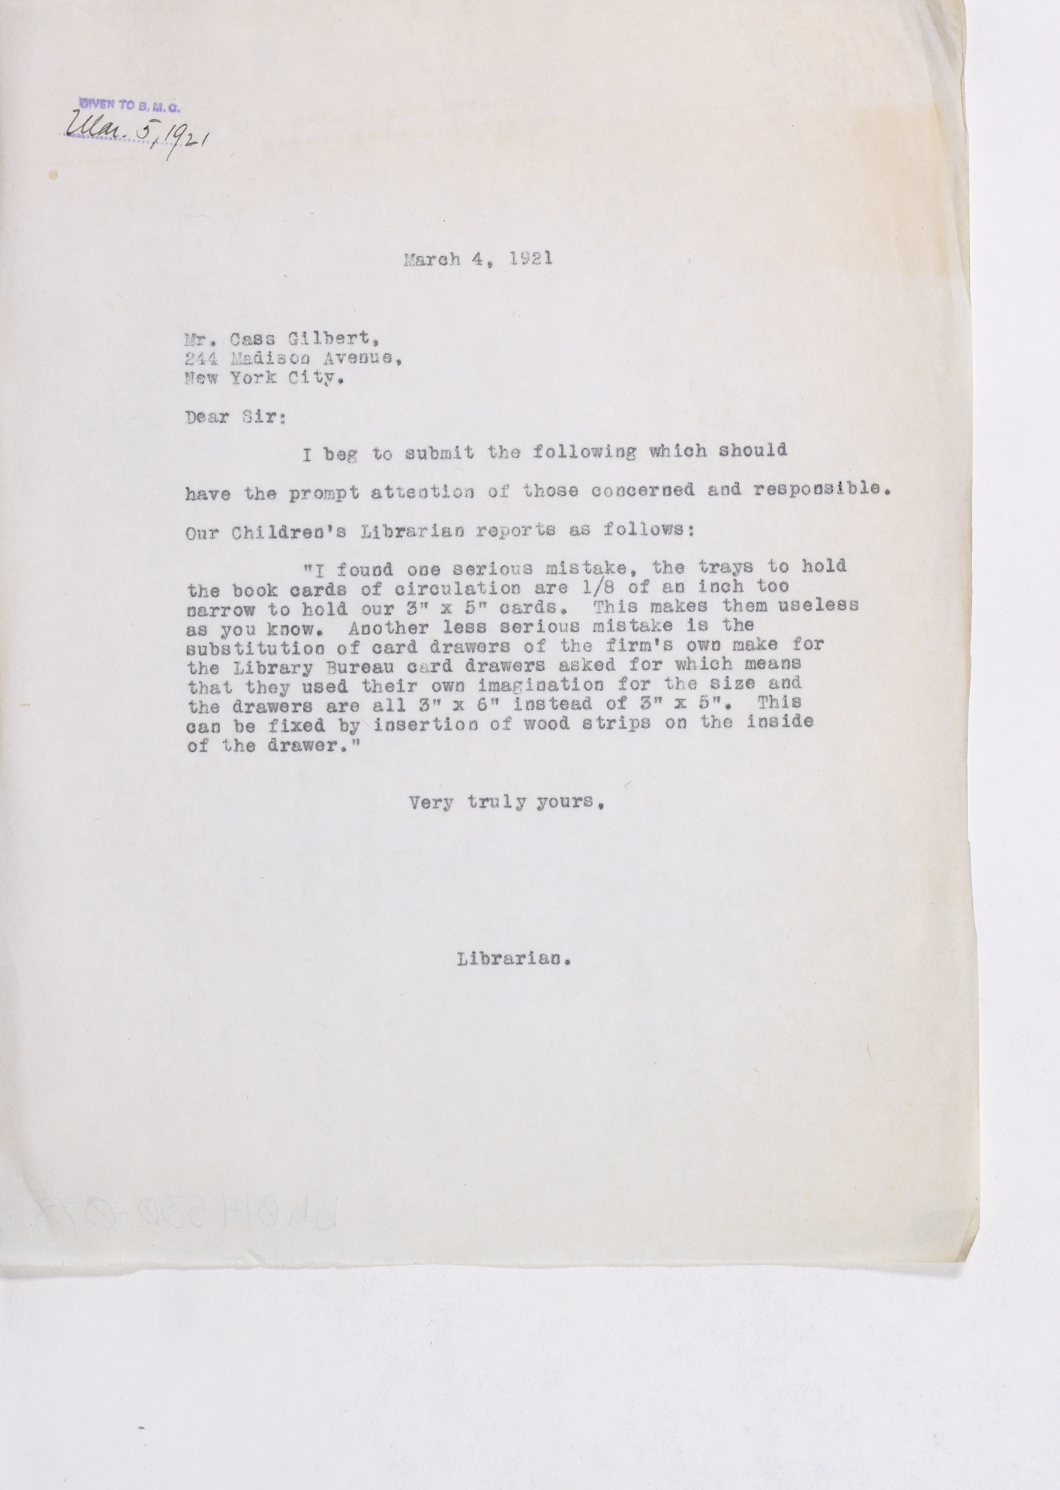 GIVEN TO B. M. C.
Mar. 5, 1921
March 4, 1921
Mr. Cass Gilbert,
244 Madison Avenue,
New York City.
Dear Sir:
I beg to submit the following which should
have the prompt attention of those concerned and responsible.
Our Children's Librarian reports as follows:
"I found one serious mistake, the trays to hold
the book cards of circulation are 1/8 of an inch too
narrow to hold our 3" x 5" cards.  This makes them useless
as you know.  Another less serious mistake is the
substitution of card drawers of the firm's own make for
the Library Bureau card drawers asked for which means
that they used their own imagination for the size and
the drawers are all 3" x 6" instead of 3" x 5".  This
can be fixed by insertion of wood strips on the inside
of the drawer."
Very truly yours,
Librarian.